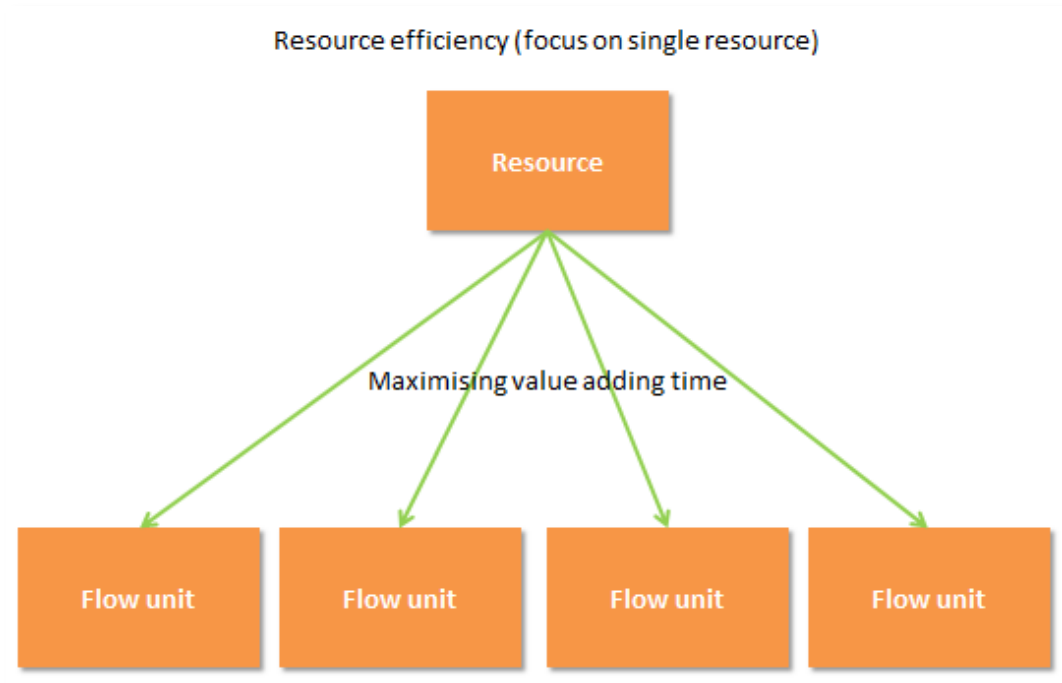 Resource efficiency (focus on single resource)
Resource
Maximising value adding time
Flow unit
Flow unit
Flow unit
Flow unit